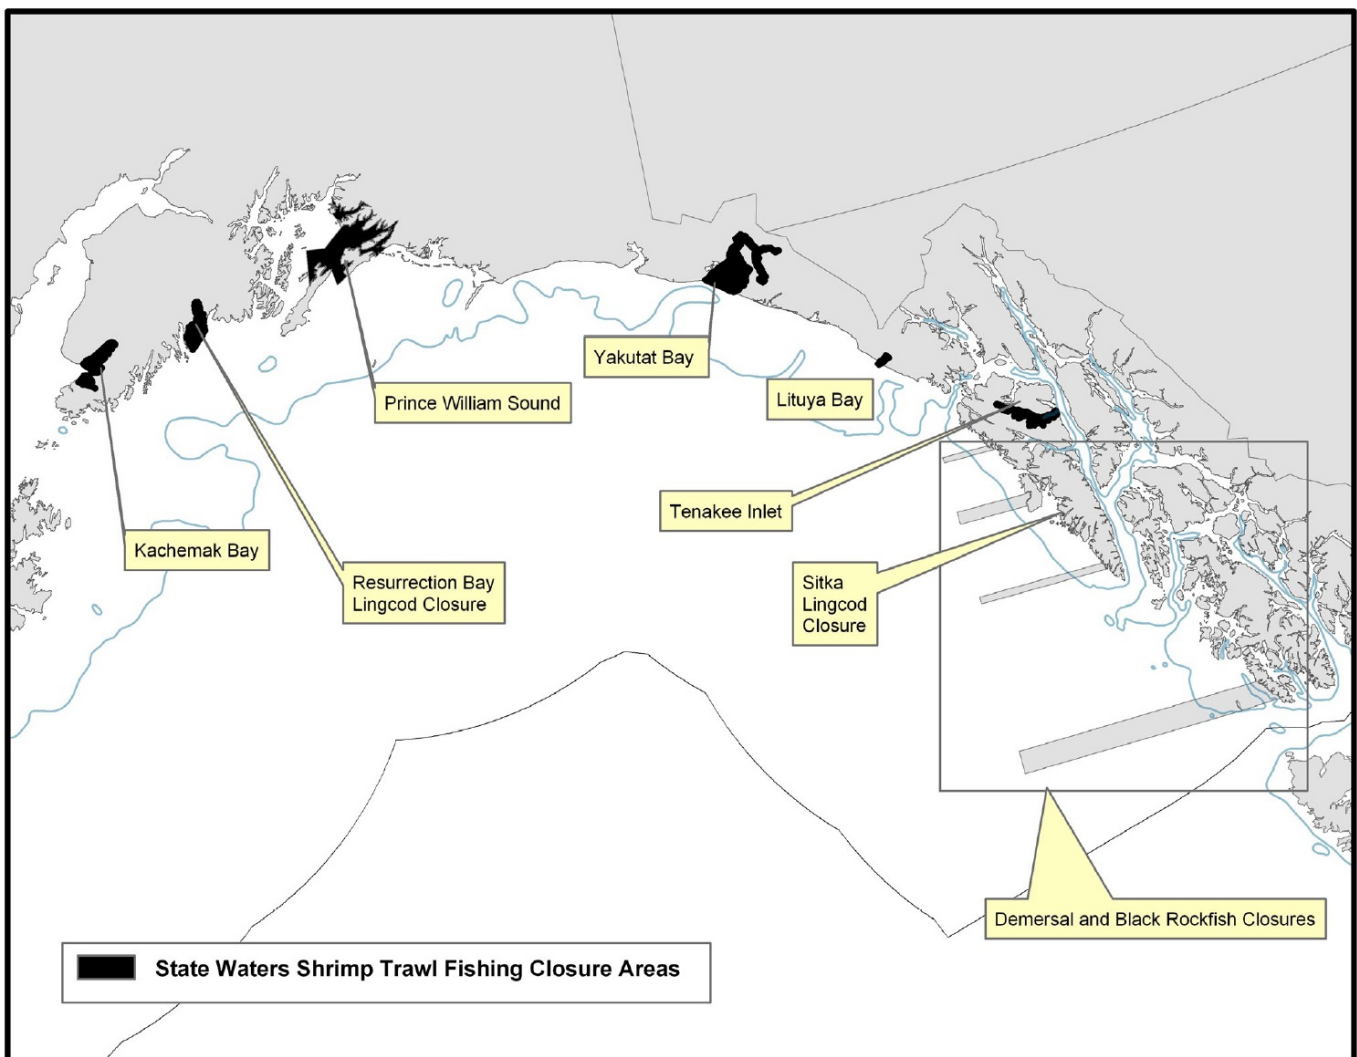 Yakutat Bay
Prince William Sound
Lituya Bay
Tenakee Inlet
Kachemak Bay
Resurrection Bay
Lingcod Closure
Sitka
Lingcod
Closure
Demersal and Black Rockfish Closures
State Waters Shrimp Trawl Fishing Closure Areas